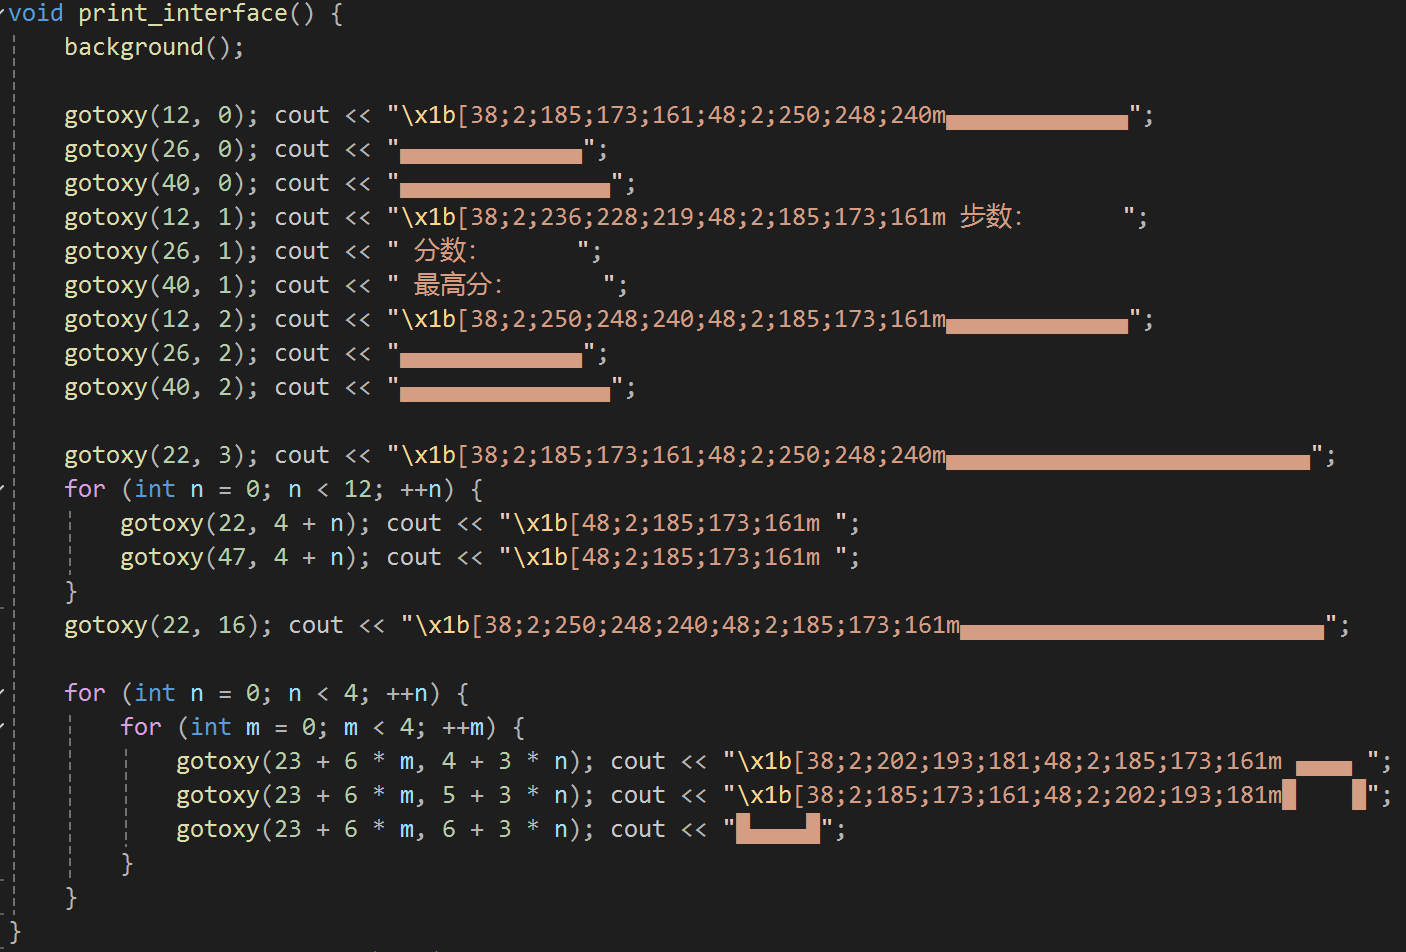 void print_interface() {
    background();

    gotoxy(12, 0); cout << "\x1b[38;2;185;173;161;48;2;250;248;240m▄▄▄▄▄▄▄▄▄▄▄▄▄";
    gotoxy(26, 0); cout << "▄▄▄▄▄▄▄▄▄▄▄▄▄";
    gotoxy(40, 0); cout << "▄▄▄▄▄▄▄▄▄▄▄▄▄▄▄";
    gotoxy(12, 1); cout << "\x1b[38;2;236;228;219;48;2;185;173;161m 步数:       ";
    gotoxy(26, 1); cout << " 分数:       ";
    gotoxy(40, 1); cout << " 最高分:       ";
    gotoxy(12, 2); cout << "\x1b[38;2;250;248;240;48;2;185;173;161m▄▄▄▄▄▄▄▄▄▄▄▄▄";
    gotoxy(26, 2); cout << "▄▄▄▄▄▄▄▄▄▄▄▄▄";
    gotoxy(40, 2); cout << "▄▄▄▄▄▄▄▄▄▄▄▄▄▄▄";

    gotoxy(22, 3); cout << "\x1b[38;2;185;173;161;48;2;250;248;240m▄▄▄▄▄▄▄▄▄▄▄▄▄▄▄▄▄▄▄▄▄▄▄▄▄▄";
    for (int n = 0; n < 12; ++n) {
        gotoxy(22, 4 + n); cout << "\x1b[48;2;185;173;161m ";
        gotoxy(47, 4 + n); cout << "\x1b[48;2;185;173;161m ";
    }
    gotoxy(22, 16); cout << "\x1b[38;2;250;248;240;48;2;185;173;161m▄▄▄▄▄▄▄▄▄▄▄▄▄▄▄▄▄▄▄▄▄▄▄▄▄▄";

    for (int n = 0; n < 4; ++n) {
        for (int m = 0; m < 4; ++m) {
            gotoxy(23 + 6 * m, 4 + 3 * n); cout << "\x1b[38;2;202;193;181;48;2;185;173;161m ▄▄▄▄ ";
            gotoxy(23 + 6 * m, 5 + 3 * n); cout << "\x1b[38;2;185;173;161;48;2;202;193;181m█    █";
            gotoxy(23 + 6 * m, 6 + 3 * n); cout << "█▄▄▄▄█";
        }
    }
}